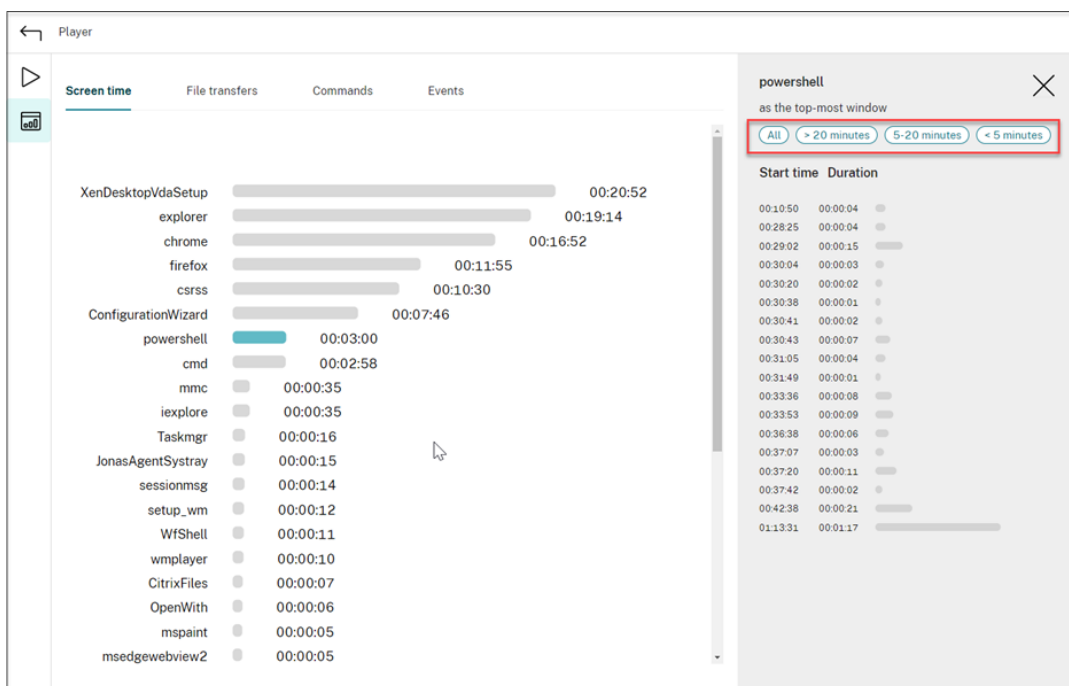 Player
Screen time File transfers Commands Events
XenDesktopVdaSetup 00:20:52
explorer 00:19:14
chrome 00:16:52
firefox 00:11:55
csrss 00:10:30
ConfigurationWizard 00:07:46
powershell 00:03:00
cmd 00:02:58
mmc 00:00:35
iexplore 00:00:35
Taskmgr 00:00:16
JonasAgentSystray 00:00:15
sessionmsg 00:00:14
setup_wm 00:00:12
WfShell 00:00:11
wmplayer 00:00:10
CitrixFiles 00:00:07
OpenWith 00:00:06
mspaint 00:00:05
msedgewebview2 00:00:05
powershell
as the top-most window
All > 20 minutes 5-20 minutes < 5 minutes
Start time Duration
00:10:50 00:00:04
00:28:25 00:00:04
00:29:02 00:00:15
00:30:04 00:00:03
00:30:20 00:00:02
00:30:38 00:00:01
00:30:41 00:00:02
00:30:43 00:00:07
00:31:05 00:00:04
00:31:49 00:00:01
00:33:36 00:00:08
00:33:53 00:00:09
00:36:38 00:00:06
00:37:07 00:00:03
00:37:20 00:00:11
00:37:42 00:00:02
00:42:38 00:00:21
01:13:31 00:01:17